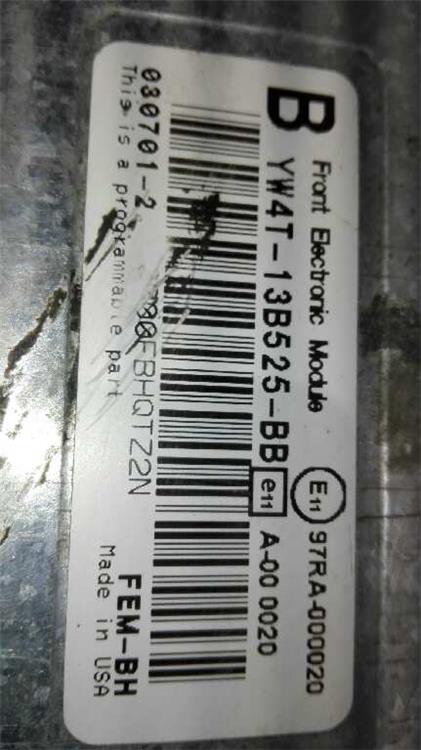 Front Electronic Module E11 97RA-000020
B YW4T-13B525-BB e11 A-00 0020
FBHQTZ2N
030701-2 FEM-BH
This is a programmable part Made in USA